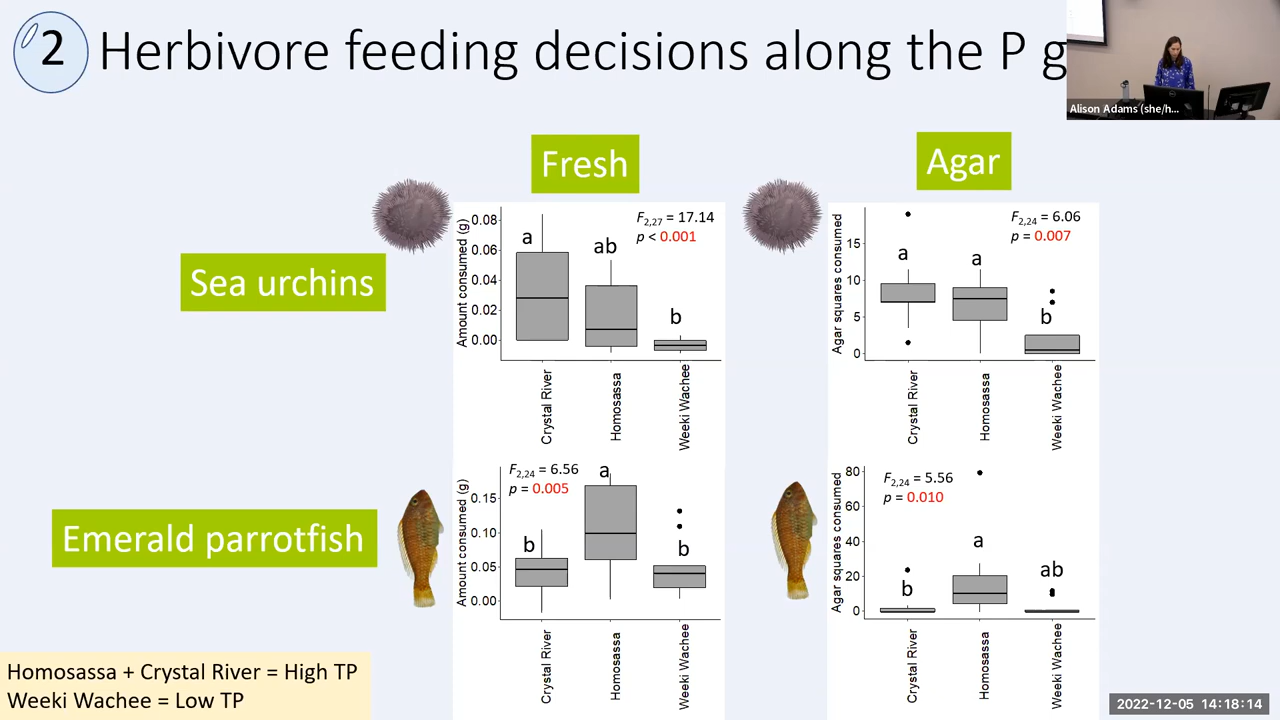 2
Herbivore feeding decisions along the P g
Alison Adams (she/h...
Fresh
Agar
Sea urchins
Emerald parrotfish
Amount consumed (g)
0.08
0.06
0.04
0.02
0.00
F2,27 = 17.14
p < 0.001
a
ab
b
Crystal River
Homosassa
Weeki Wachee
Agar squares consumed
15
10
5
0
F2,24 = 6.06
p = 0.007
a
a
b
Crystal River
Homosassa
Weeki Wachee
Amount consumed (g)
0.15
0.10
0.05
0.00
F2,24 = 6.56
p = 0.005
b
a
b
Crystal River
Homosassa
Weeki Wachee
Agar squares consumed
80
60
40
20
0
F2,24 = 5.56
p = 0.010
b
a
ab
Crystal River
Homosassa
Weeki Wachee
Homosassa + Crystal River = High TP
Weeki Wachee = Low TP
2022-12-05 14:18:14